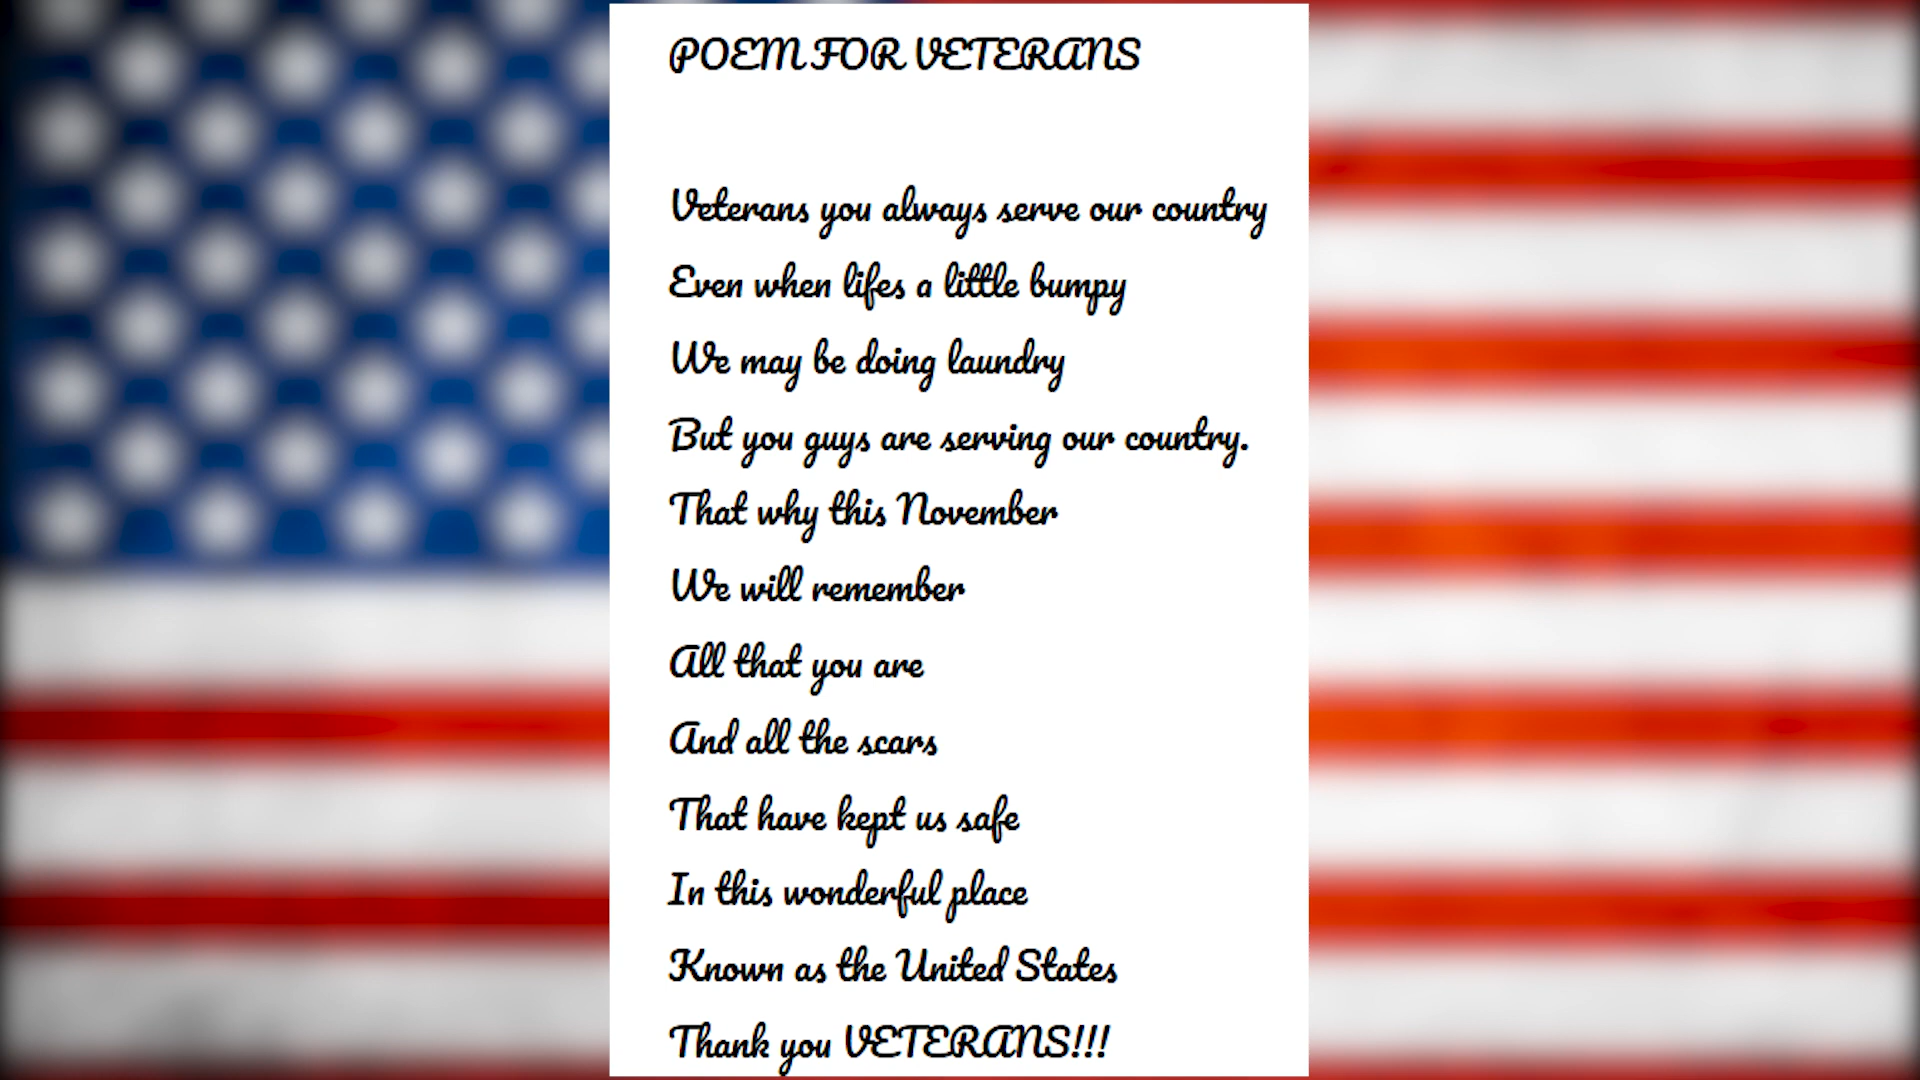 POEM FOR VETERANS
Veterans you always serve our country
Even when lifes a little bumpy
We may be doing laundry
But you guys are serving our country.
That why this November
We will remember
All that you are
And all the scars
That have kept us safe
In this wonderful place
Known as the United States
Thank you VETERANS!!!